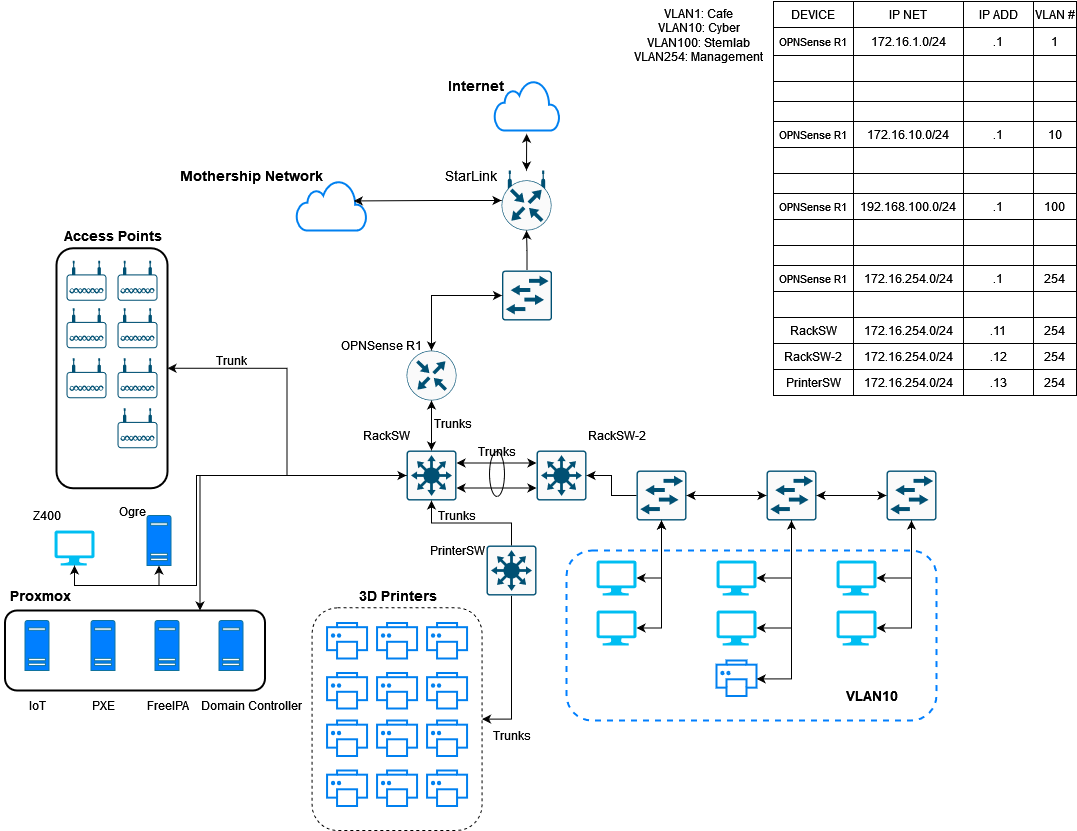 VLAN1: Cafe
VLAN10: Cyber
VLAN100: Stemlab
VLAN254: Management
DEVICE IP NET IP ADD VLAN #
OPNSense R1 172.16.1.0/24 .1 1
OPNSense R1 172.16.10.0/24 .1 10
OPNSense R1 192.168.100.0/24 .1 100
OPNSense R1 172.16.254.0/24 .1 254
RackSW 172.16.254.0/24 .11 254
RackSW-2 172.16.254.0/24 .12 254
PrinterSW 172.16.254.0/24 .13 254
Internet
Mothership Network
StarLink
Access Points
OPNSense R1
Trunk
Trunks
RackSW
RackSW-2
Trunks
Trunks
Z400
Ogre
PrinterSW
Proxmox
3D Printers
VLAN10
IoT
PXE
FreeIPA
Domain Controller
Trunks